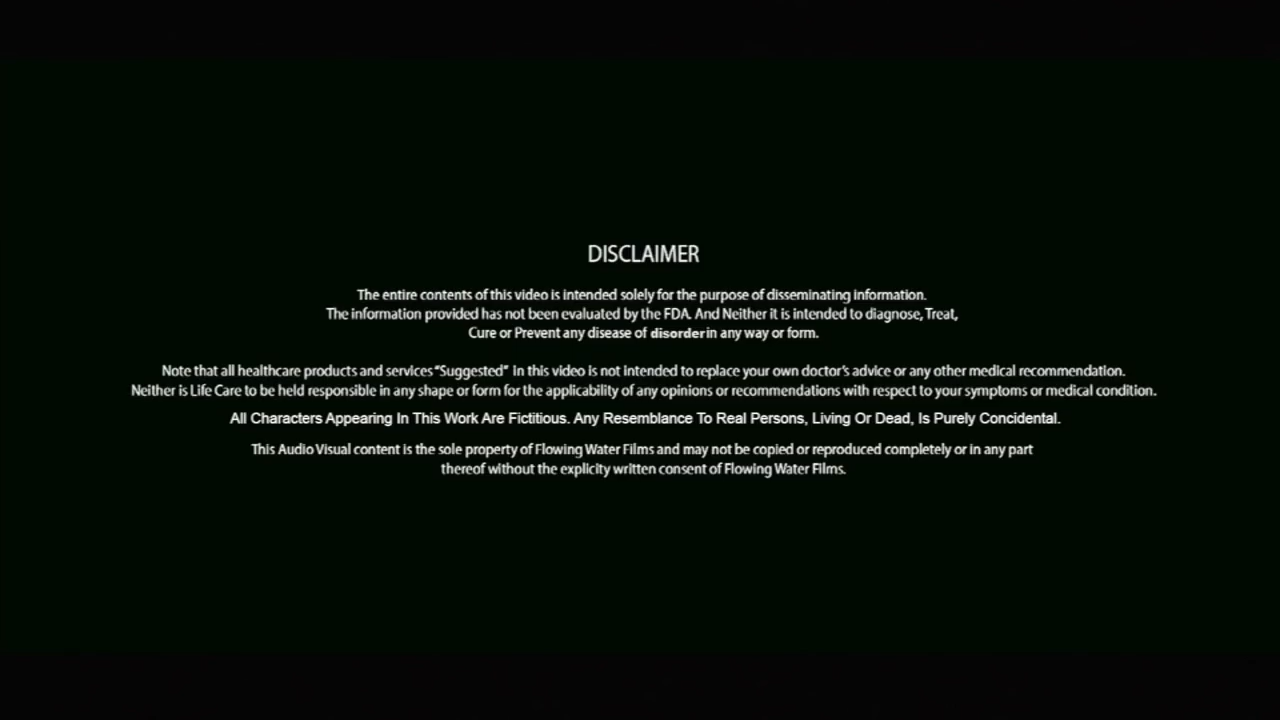 DISCLAIMER
The entire contents of this video is intended solely for the purpose of disseminating information.
The information provided has not been evaluated by the FDA. And Neither it is intended to diagnose, Treat,
Cure or Prevent any disease of disorder in any way or form.
Note that all healthcare products and services "Suggested" in this video is not intended to replace your own doctor's advice or any other medical recommendation.
Neither is Life Care to be held responsible in any shape or form for the applicability of any opinions or recommendations with respect to your symptoms or medical condition.
All Characters Appearing In This Work Are Fictitious. Any Resemblance To Real Persons, Living Or Dead, Is Purely Concidental.
This Audio Visual content is the sole property of Flowing Water Films and may not be copied or reproduced completely or in any part
thereof without the explicity written consent of Flowing Water Films.